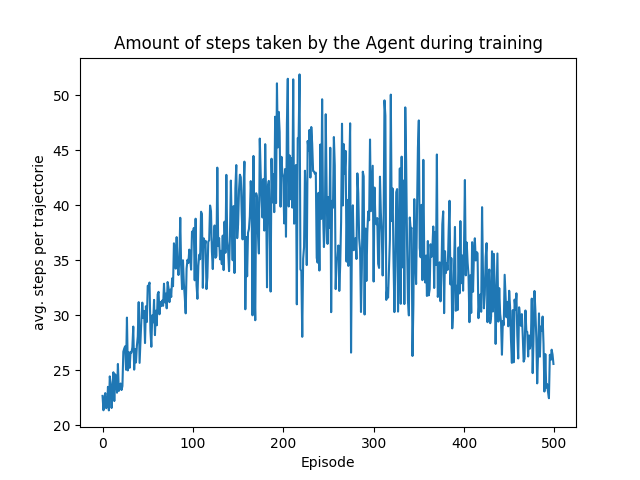 Amount of steps taken by the Agent during training
avg. steps per trajectorie
50
45
40
35
30
25
20
0 100 200 300 400 500
Episode